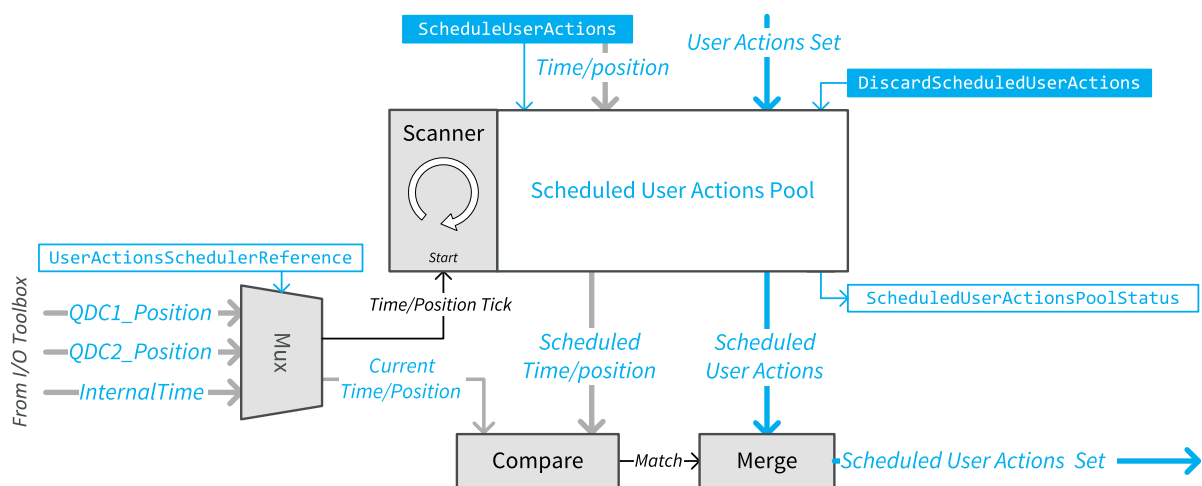 ScheduleUserActions
User Actions Set
Time/position
DiscardScheduledUserActions
Scanner
Scheduled User Actions Pool
Start
UserActionsSchedulerReference
From I/O Toolbox
QDC1_Position
QDC2_Position
InternalTime
Mux
Time/Position Tick
Current
Time/Position
ScheduledUserActionsPoolStatus
Scheduled
Time/position
Scheduled
User Actions
Compare
Match
Merge
Scheduled User Actions Set